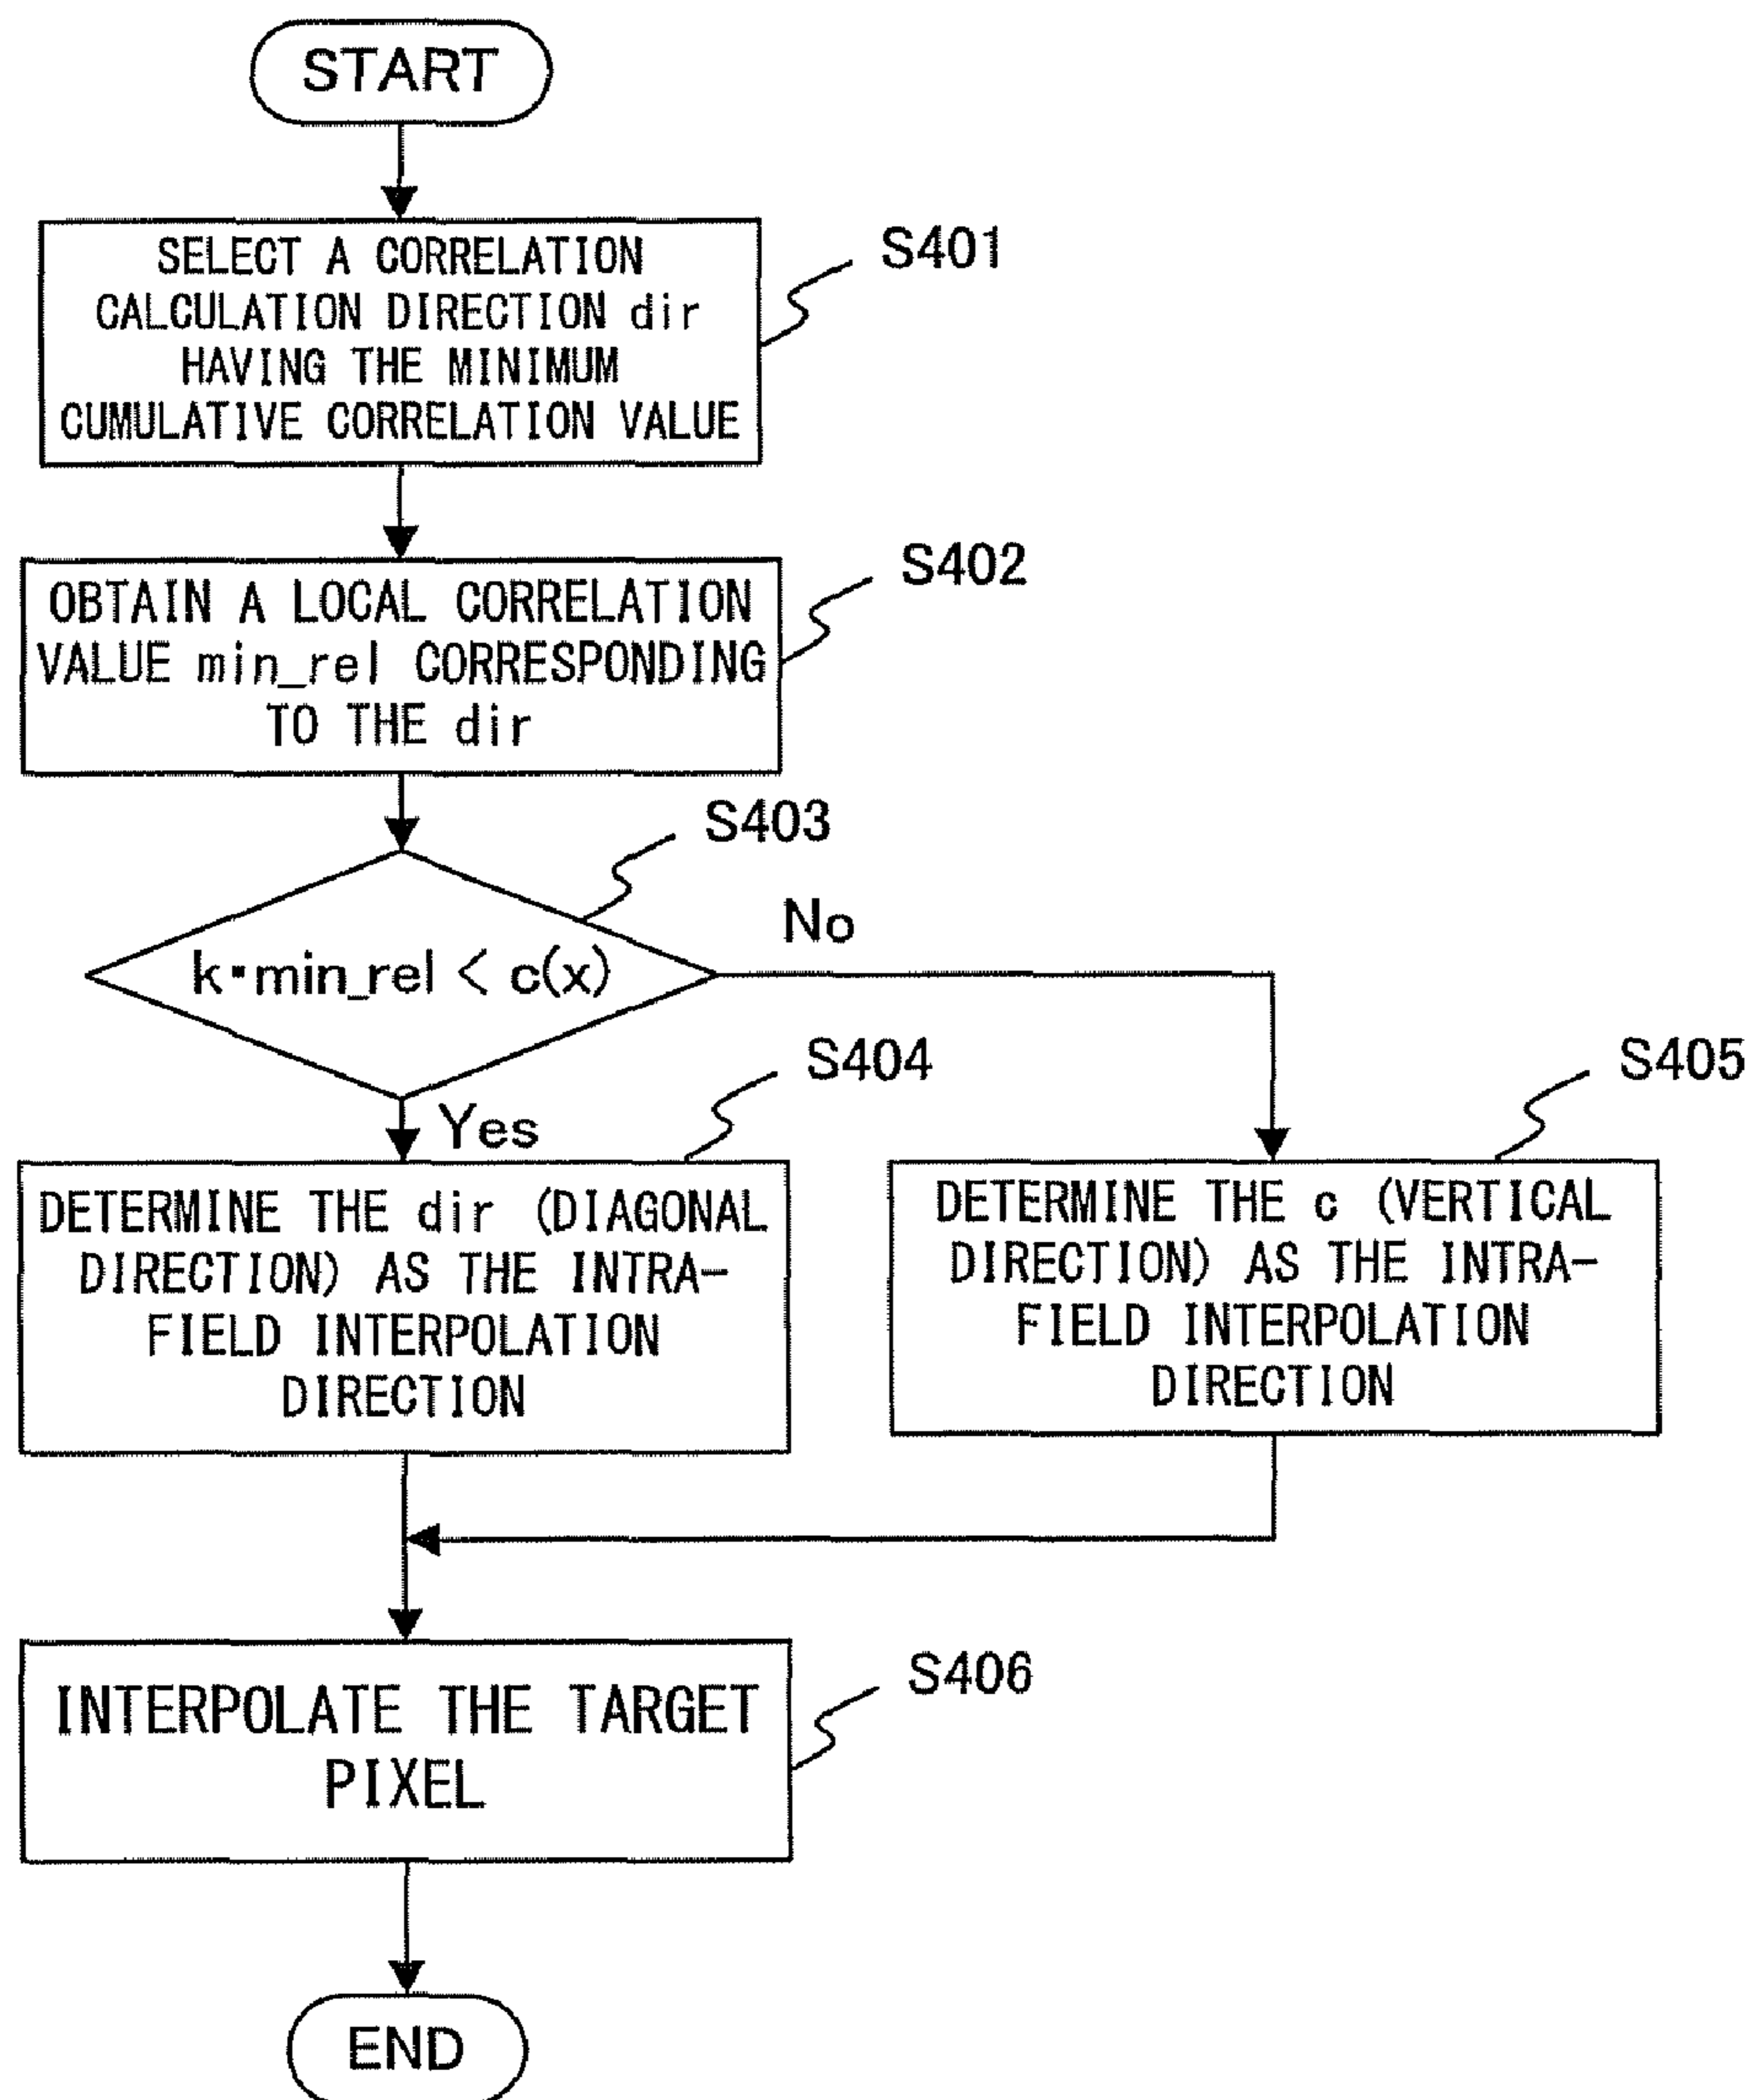 START
SELECT A CORRELATION
CALCULATION DIRECTION dir
HAVING THE MINIMUM
CUMULATIVE CORRELATION VALUE
S401
OBTAIN A LOCAL CORRELATION
VALUE min_rel CORRESPONDING
TO THE dir
S402
S403
k▪min_rel < c(x)
No
Yes
S404
DETERMINE THE dir (DIAGONAL
DIRECTION) AS THE INTRA-
FIELD INTERPOLATION
DIRECTION
S405
DETERMINE THE c (VERTICAL
DIRECTION) AS THE INTRA-
FIELD INTERPOLATION
DIRECTION
INTERPOLATE THE TARGET
PIXEL
S406
END